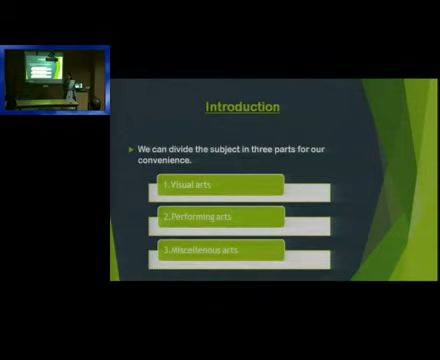 Introduction
We can divide the subject in three parts for our
convenience.
1.Visual arts
2.Performing arts
3.Miscellenous arts